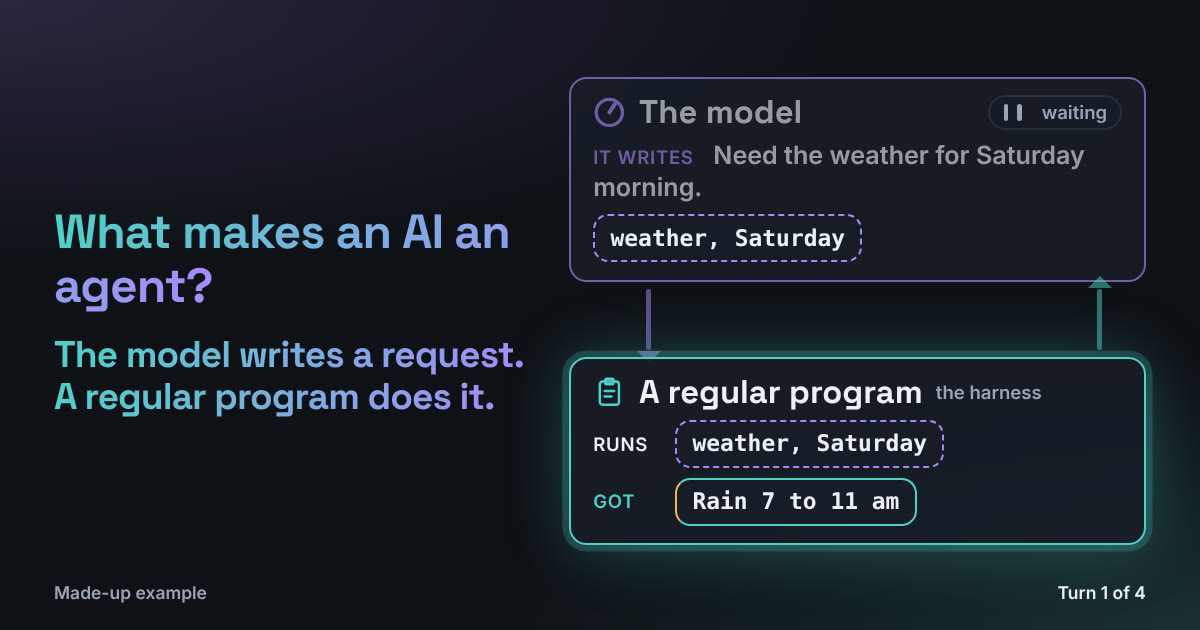 What makes an AI an
agent?
The model writes a request.
A regular program does it.
The model
waiting
IT WRITES Need the weather for Saturday
morning.
weather, Saturday
A regular program the harness
RUNS weather, Saturday
GOT Rain 7 to 11 am
Made-up example
Turn 1 of 4